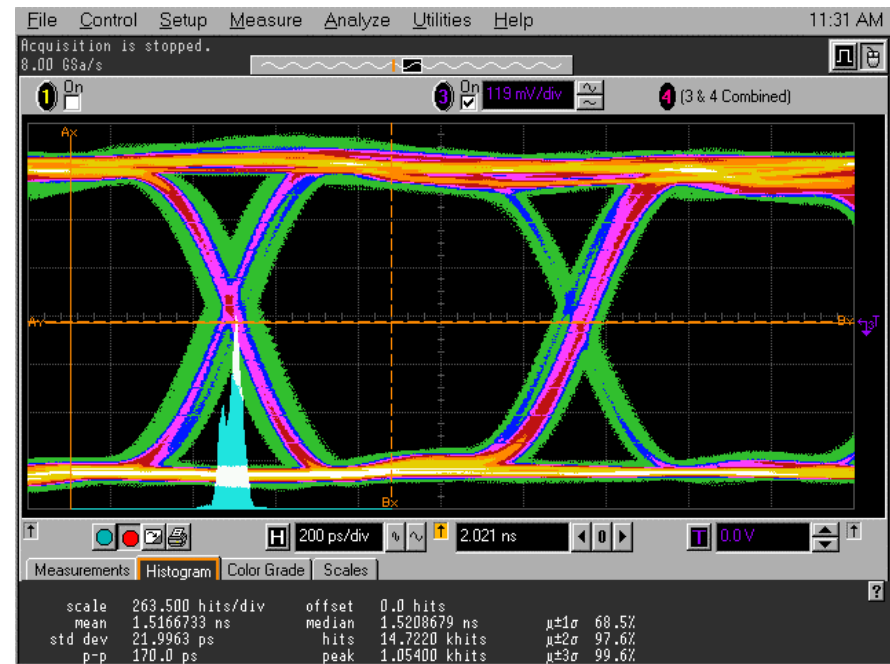 File Control Setup Measure Analyze Utilities Help 11:31 AM
Acquisition is stopped.
8.00 GSa/s
1 On 3 On 119 mV/div 4 (3 & 4 Combined)
Ax
Ay By T
Bx
H 200 ps/div 2.021 ns 0 T 0.0 V
Measurements Histogram Color Grade Scales
?
scale 263.500 hits/div offset 0.0 hits
mean 1.5166733 ns median 1.5208679 ns µ±1σ 68.5%
std dev 21.9963 ps hits 14.7220 khits µ±2σ 97.6%
p-p 170.0 ps peak 1.05400 khits µ±3σ 99.6%